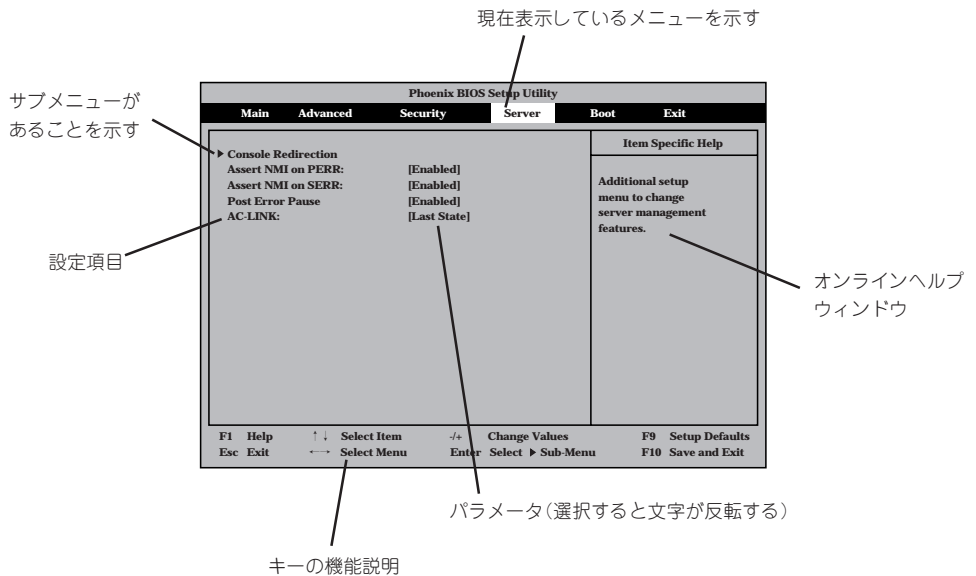 現在表示しているメニューを示す
サブメニューが
あることを示す
Phoenix BIOS Setup Utility
Main Advanced Security Server Boot Exit
Item Specific Help
▶ Console Redirection
Assert NMI on PERR: [Enabled]
Assert NMI on SERR: [Enabled]
Post Error Pause [Enabled]
AC-LINK: [Last State]
Additional setup
menu to change
server management
features.
設定項目
オンラインヘルプ
ウィンドウ
F1 Help ↑↓ Select Item -/+ Change Values F9 Setup Defaults
Esc Exit ←→ Select Menu Enter Select ▶ Sub-Menu F10 Save and Exit
パラメータ（選択すると文字が反転する）
キーの機能説明